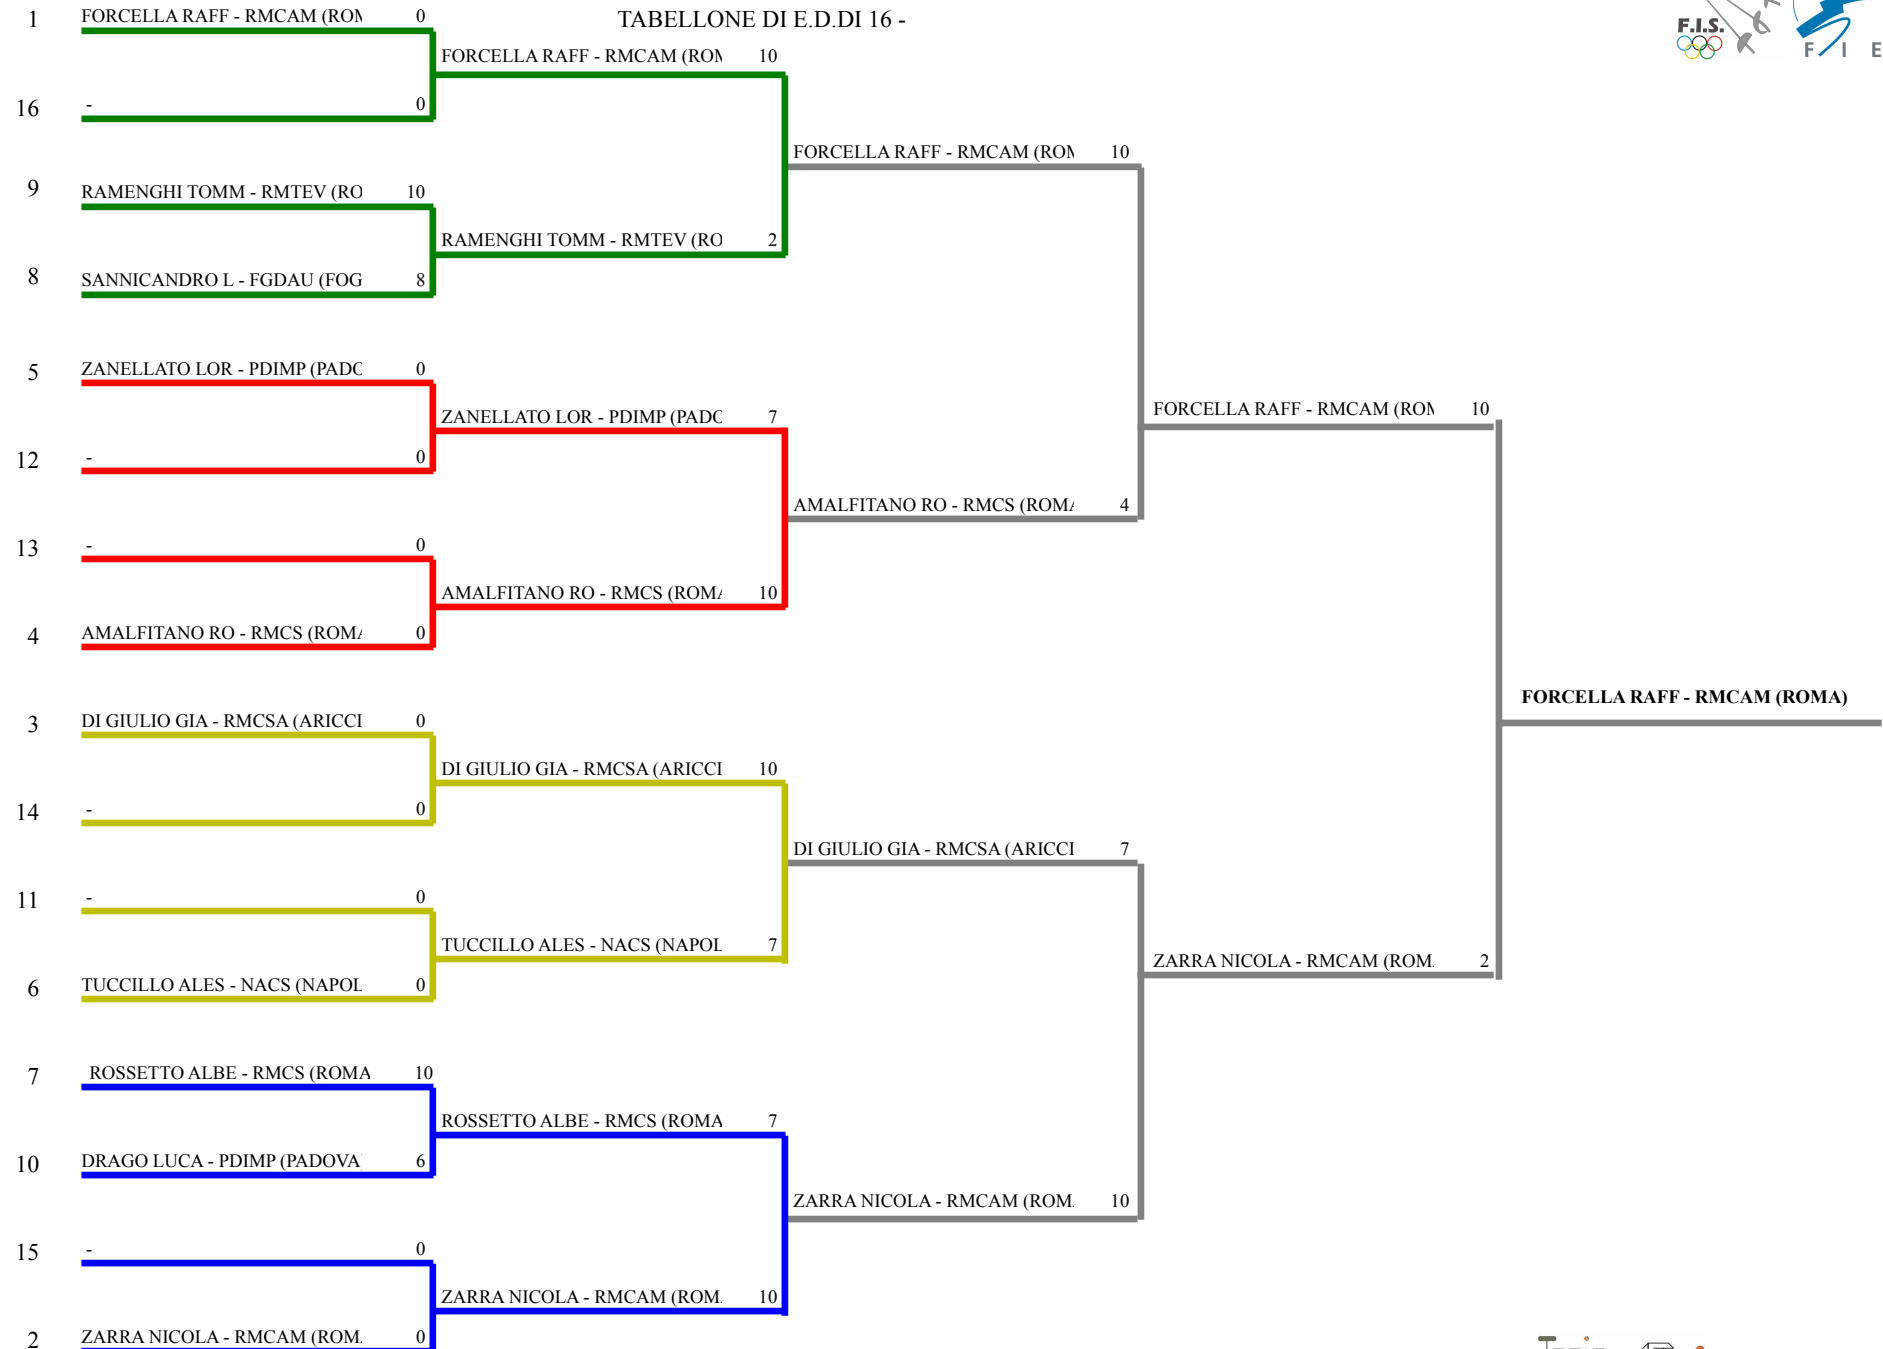 TABELLONE DI E.D.DI 16 -
F.I.S.
F I E
1 FORCELLA RAFF - RMCAM (ROM 0
FORCELLA RAFF - RMCAM (ROM 10
16 - 0
FORCELLA RAFF - RMCAM (ROM 10
9 RAMENGHI TOMM - RMTEV (RO 10
RAMENGHI TOMM - RMTEV (RO 2
8 SANNICANDRO L - FGDAU (FOG 8
5 ZANELLATO LOR - PDIMP (PADO 0
ZANELLATO LOR - PDIMP (PADO 7
FORCELLA RAFF - RMCAM (ROM 10
12 - 0
AMALFITANO RO - RMCS (ROMA 4
13 - 0
AMALFITANO RO - RMCS (ROMA 10
4 AMALFITANO RO - RMCS (ROMA 0
FORCELLA RAFF - RMCAM (ROMA)
3 DI GIULIO GIA - RMCSA (ARICCI 0
DI GIULIO GIA - RMCSA (ARICCI 10
14 - 0
DI GIULIO GIA - RMCSA (ARICCI 7
11 - 0
TUCCILLO ALES - NACS (NAPOL 7
ZARRA NICOLA - RMCAM (ROM 2
6 TUCCILLO ALES - NACS (NAPOL 0
7 ROSSETTO ALBE - RMCS (ROMA 10
ROSSETTO ALBE - RMCS (ROMA 7
10 DRAGO LUCA - PDIMP (PADOVA 6
ZARRA NICOLA - RMCAM (ROM 10
15 - 0
ZARRA NICOLA - RMCAM (ROM 10
2 ZARRA NICOLA - RMCAM (ROM 0